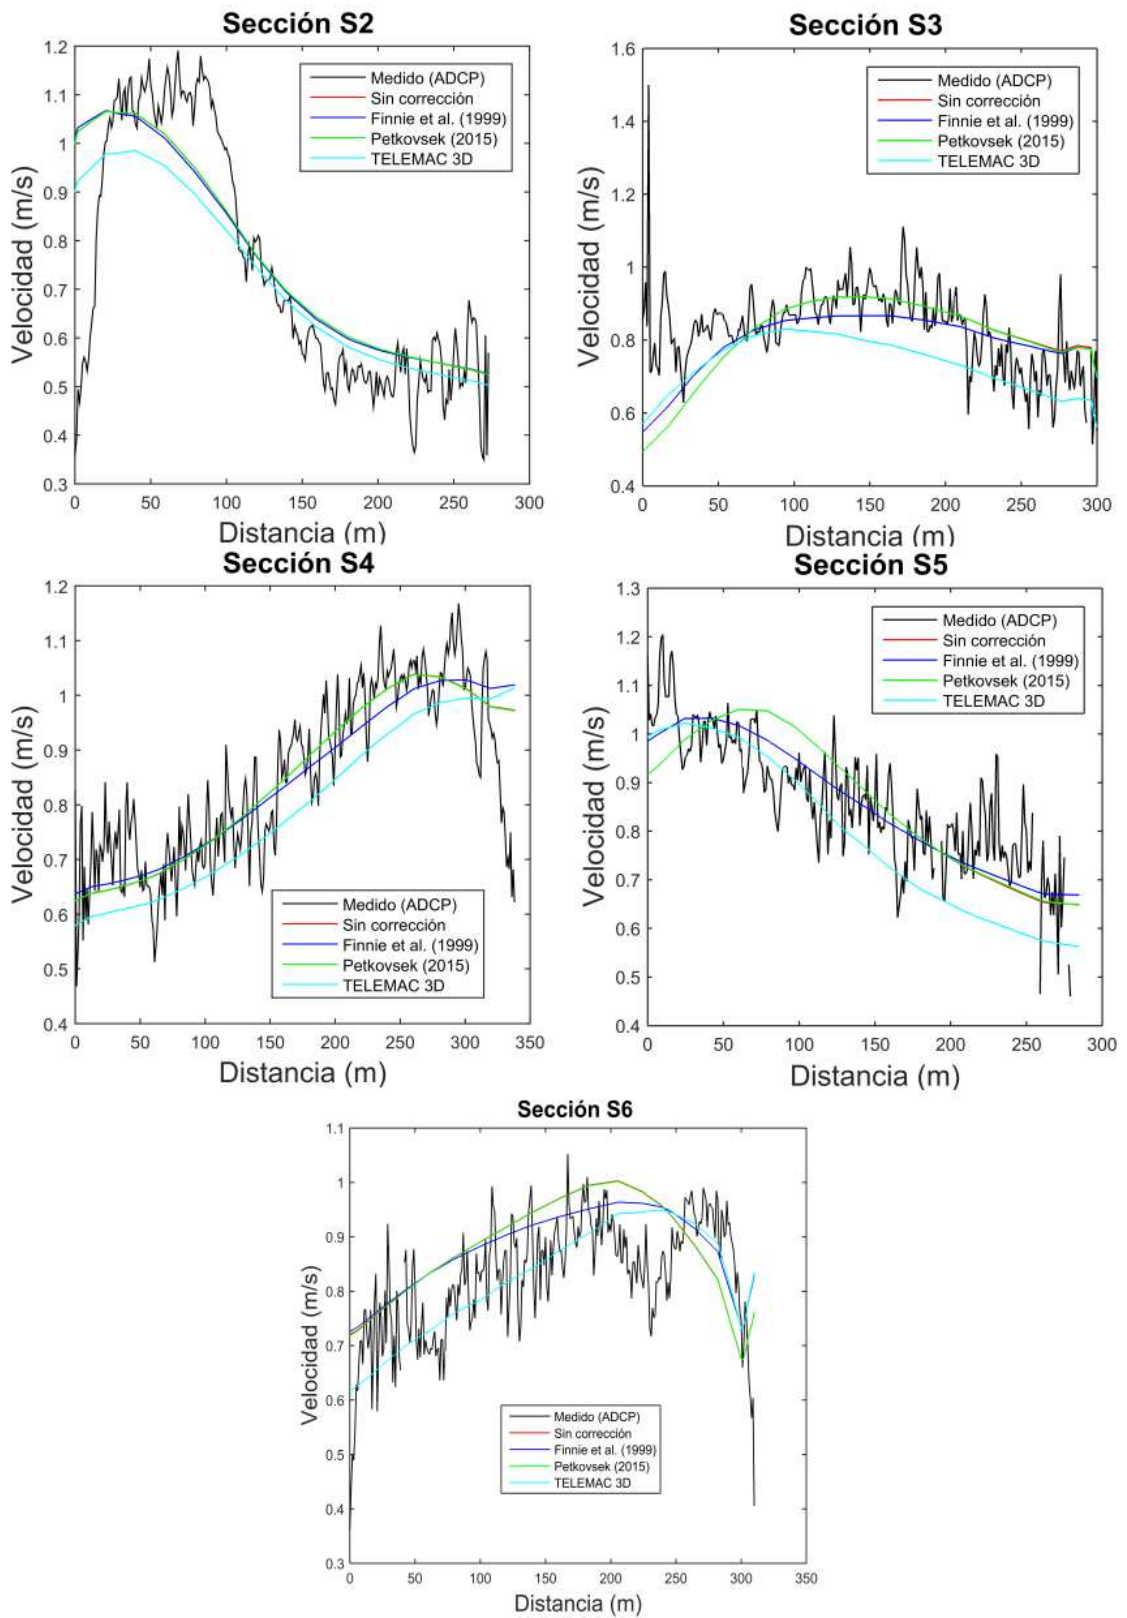 Sección S2
1.2
1.1
1
0.9
0.8
0.7
0.6
0.5
0.4
0.3
Velocidad (m/s)
Medido (ADCP)
Sin corrección
Finnie et al. (1999)
Petkovsek (2015)
TELEMAC 3D
0 50 100 150 200 250 300
Distancia (m)
Sección S3
1.6
1.4
1.2
1
0.8
0.6
0.4
Velocidad (m/s)
Medido (ADCP)
Sin corrección
Finnie et al. (1999)
Petkovsek (2015)
TELEMAC 3D
0 50 100 150 200 250 300
Distancia (m)
Sección S4
1.2
1.1
1
0.9
0.8
0.7
0.6
0.5
0.4
Velocidad (m/s)
Medido (ADCP)
Sin corrección
Finnie et al. (1999)
Petkovsek (2015)
TELEMAC 3D
0 50 100 150 200 250 300 350
Distancia (m)
Sección S5
1.3
1.2
1.1
1
0.9
0.8
0.7
0.6
0.5
0.4
Velocidad (m/s)
Medido (ADCP)
Sin corrección
Finnie et al. (1999)
Petkovsek (2015)
TELEMAC 3D
0 50 100 150 200 250 300
Distancia (m)
Sección S6
1.1
1
0.9
0.8
0.7
0.6
0.5
0.4
0.3
Velocidad (m/s)
Medido (ADCP)
Sin corrección
Finnie et al. (1999)
Petkovsek (2015)
TELEMAC 3D
0 50 100 150 200 250 300 350
Distancia (m)